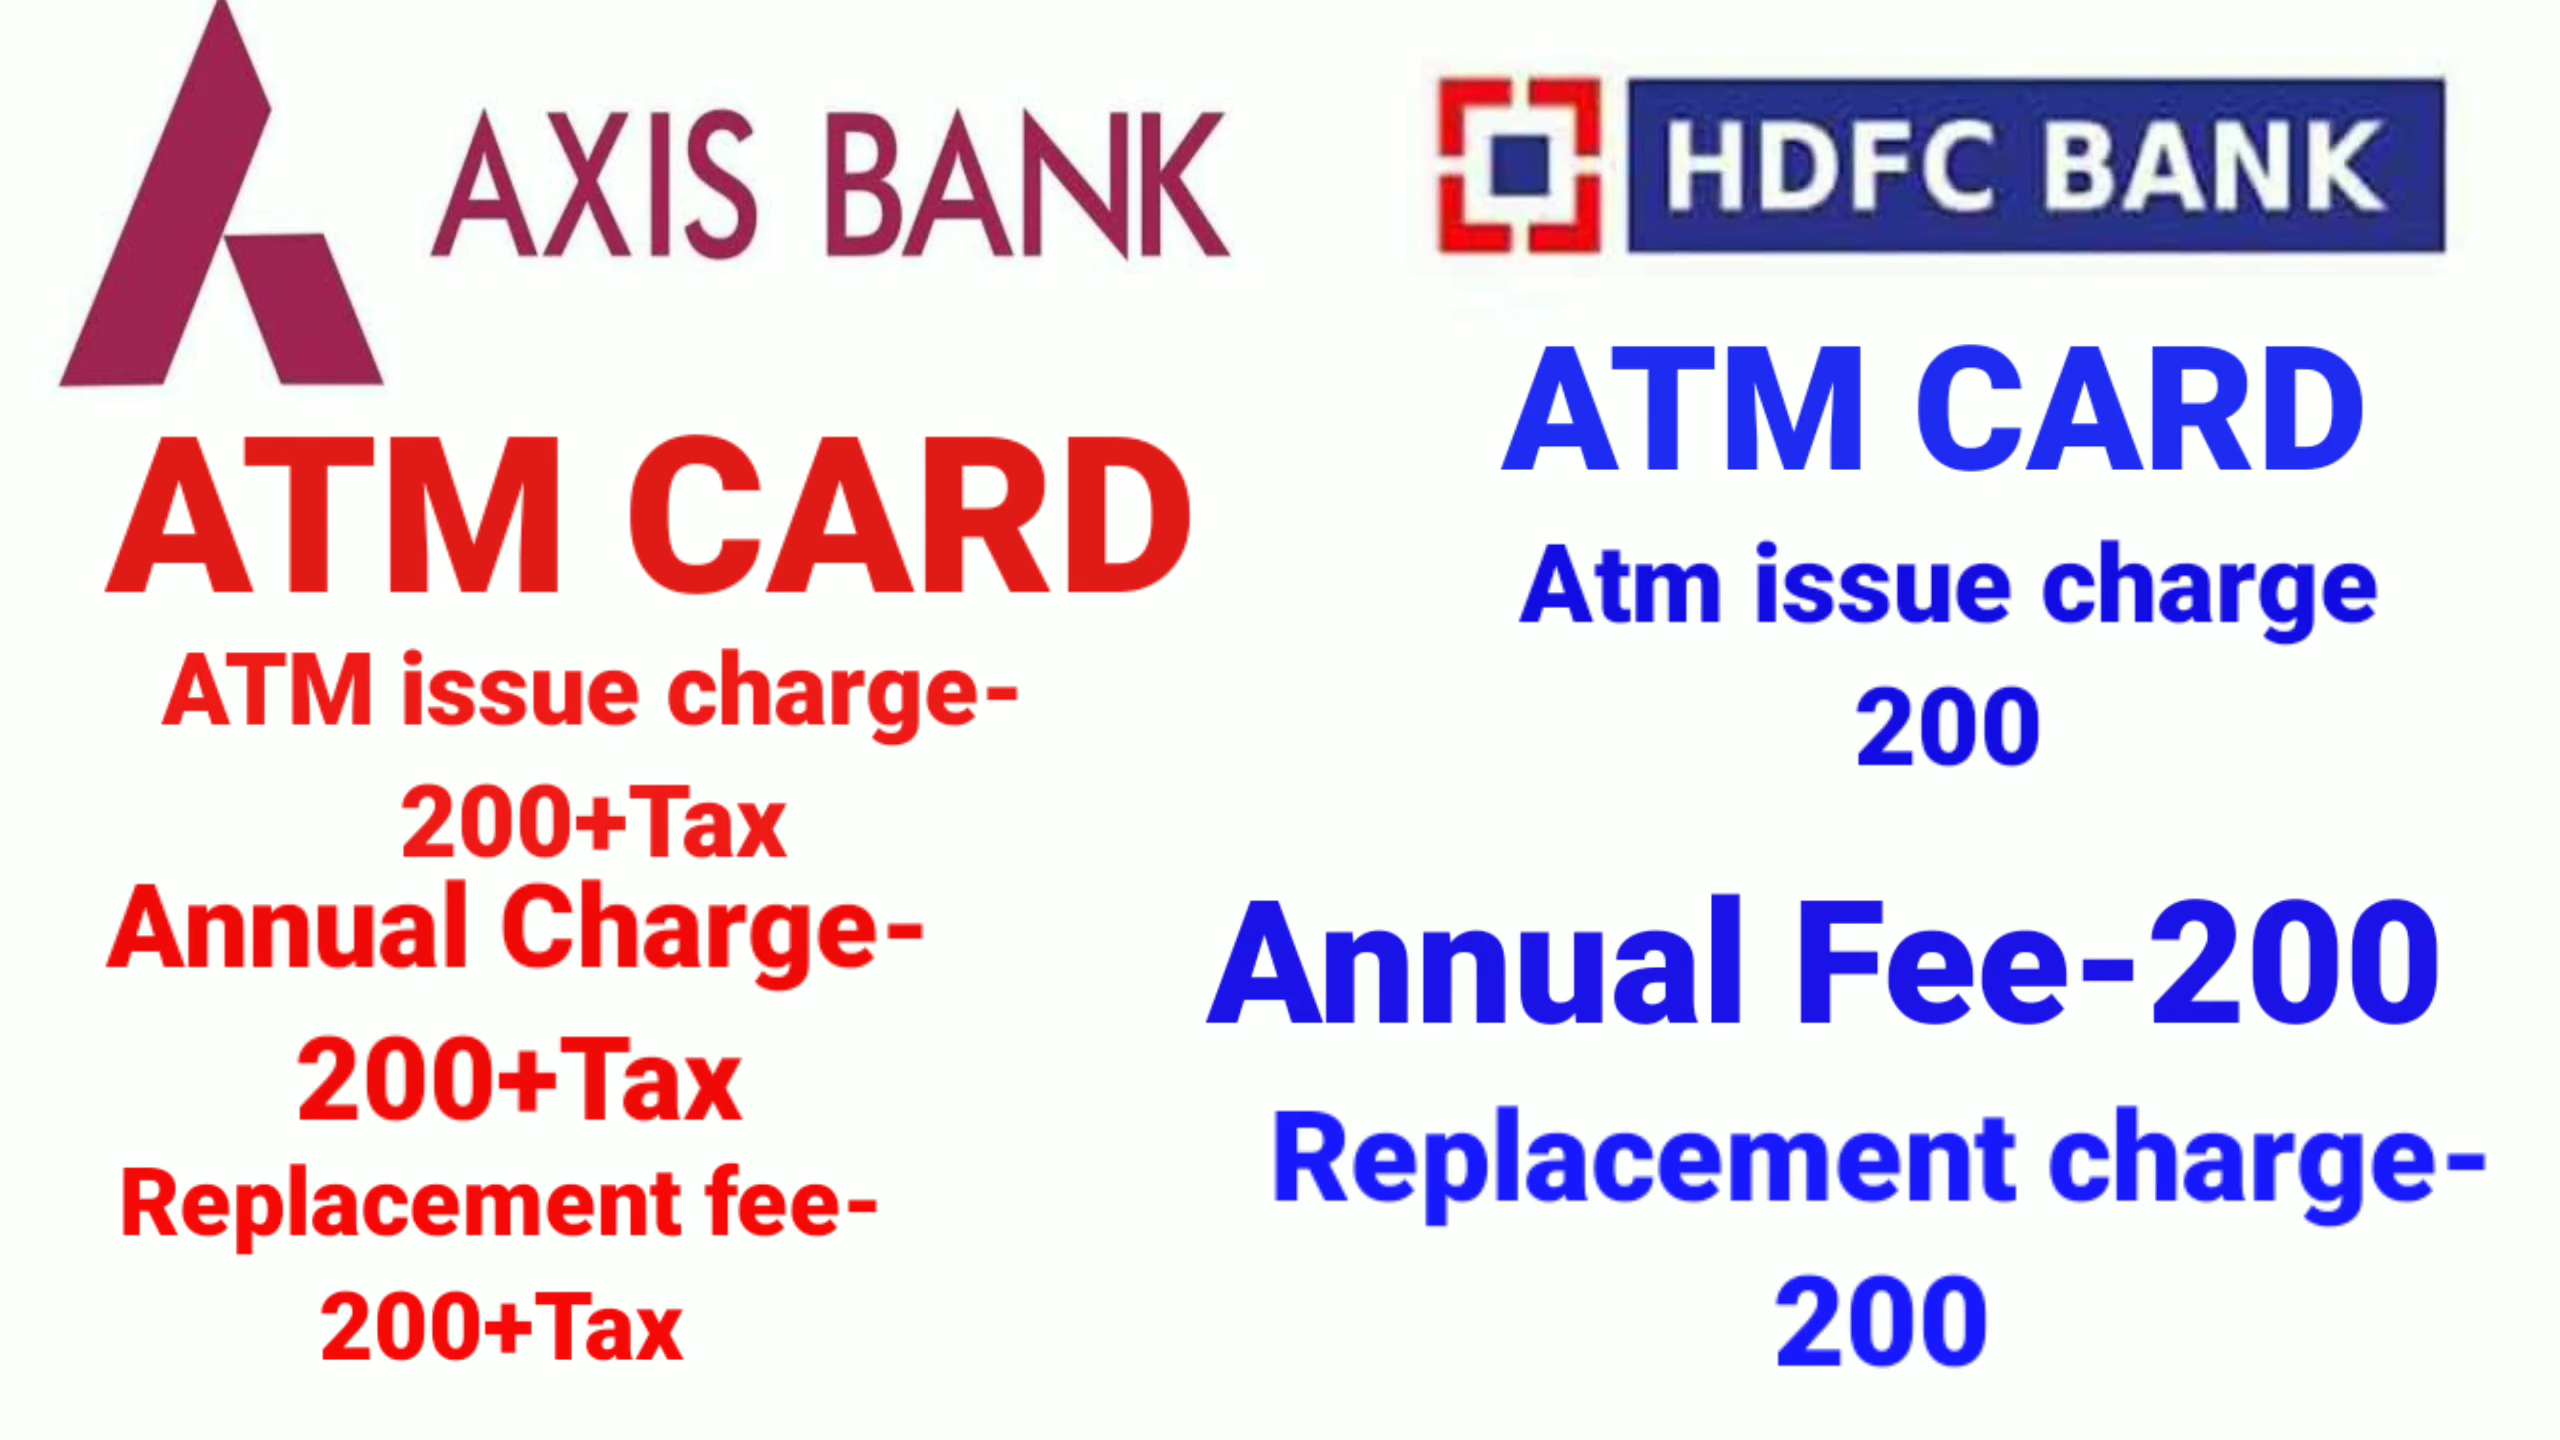 AXIS BANK
ATM CARD
ATM issue charge-
200+Tax
Annual Charge-
200+Tax
Replacement fee-
200+Tax
HDFC BANK
ATM CARD
Atm issue charge
200
Annual Fee-200
Replacement charge-
200